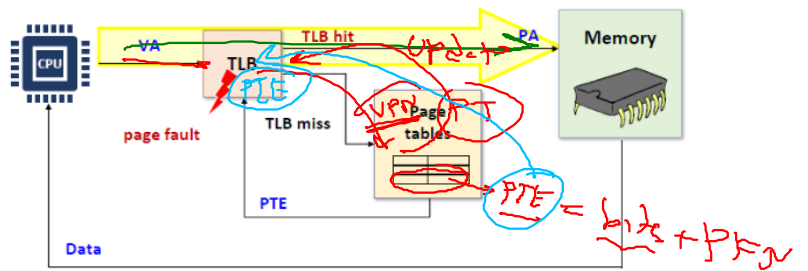 VA
TLB hit
PA
Memory
CPU
TLB
Update
PTE
page fault
TLB miss
VPN
PT
Page
tables
PTE
PTE = bits + PFN
Data